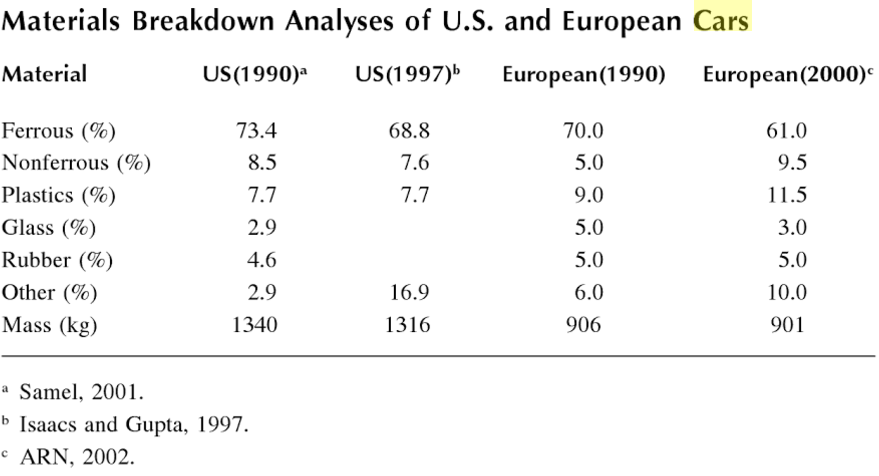 Materials Breakdown Analyses of U.S. and European Cars
Material US(1990)ᵃ US(1997)ᵇ European(1990) European(2000)ᶜ
Ferrous (%) 73.4 68.8 70.0 61.0
Nonferrous (%) 8.5 7.6 5.0 9.5
Plastics (%) 7.7 7.7 9.0 11.5
Glass (%) 2.9 5.0 3.0
Rubber (%) 4.6 5.0 5.0
Other (%) 2.9 16.9 6.0 10.0
Mass (kg) 1340 1316 906 901
ᵃ Samel, 2001.
ᵇ Isaacs and Gupta, 1997.
ᶜ ARN, 2002.